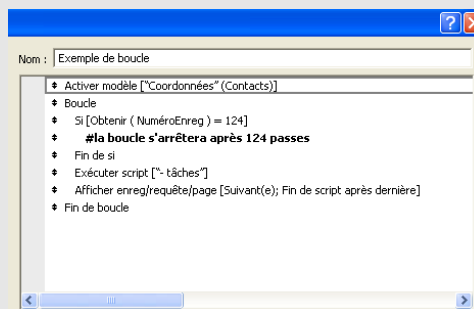 Nom : Exemple de boucle
Activer modèle ["Coordonnées" (Contacts)]
Boucle
Si [Obtenir ( NuméroEnreg ) = 124]
#la boucle s'arrêtera après 124 passes
Fin de si
Exécuter script ["- tâches"]
Afficher enreg/requête/page [Suivant(e); Fin de script après dernière]
Fin de boucle